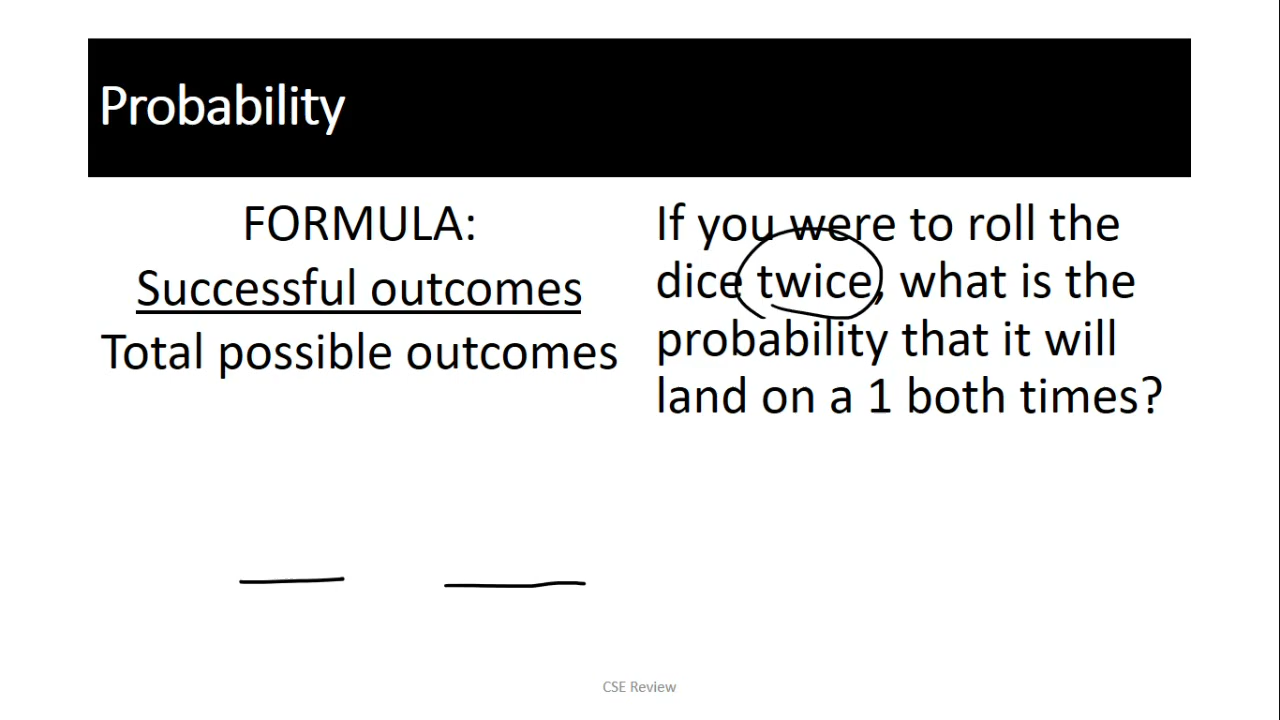 Probability
FORMULA:
Successful outcomes
Total possible outcomes
If you were to roll the
dice twice, what is the
probability that it will
land on a 1 both times?
CSE Review